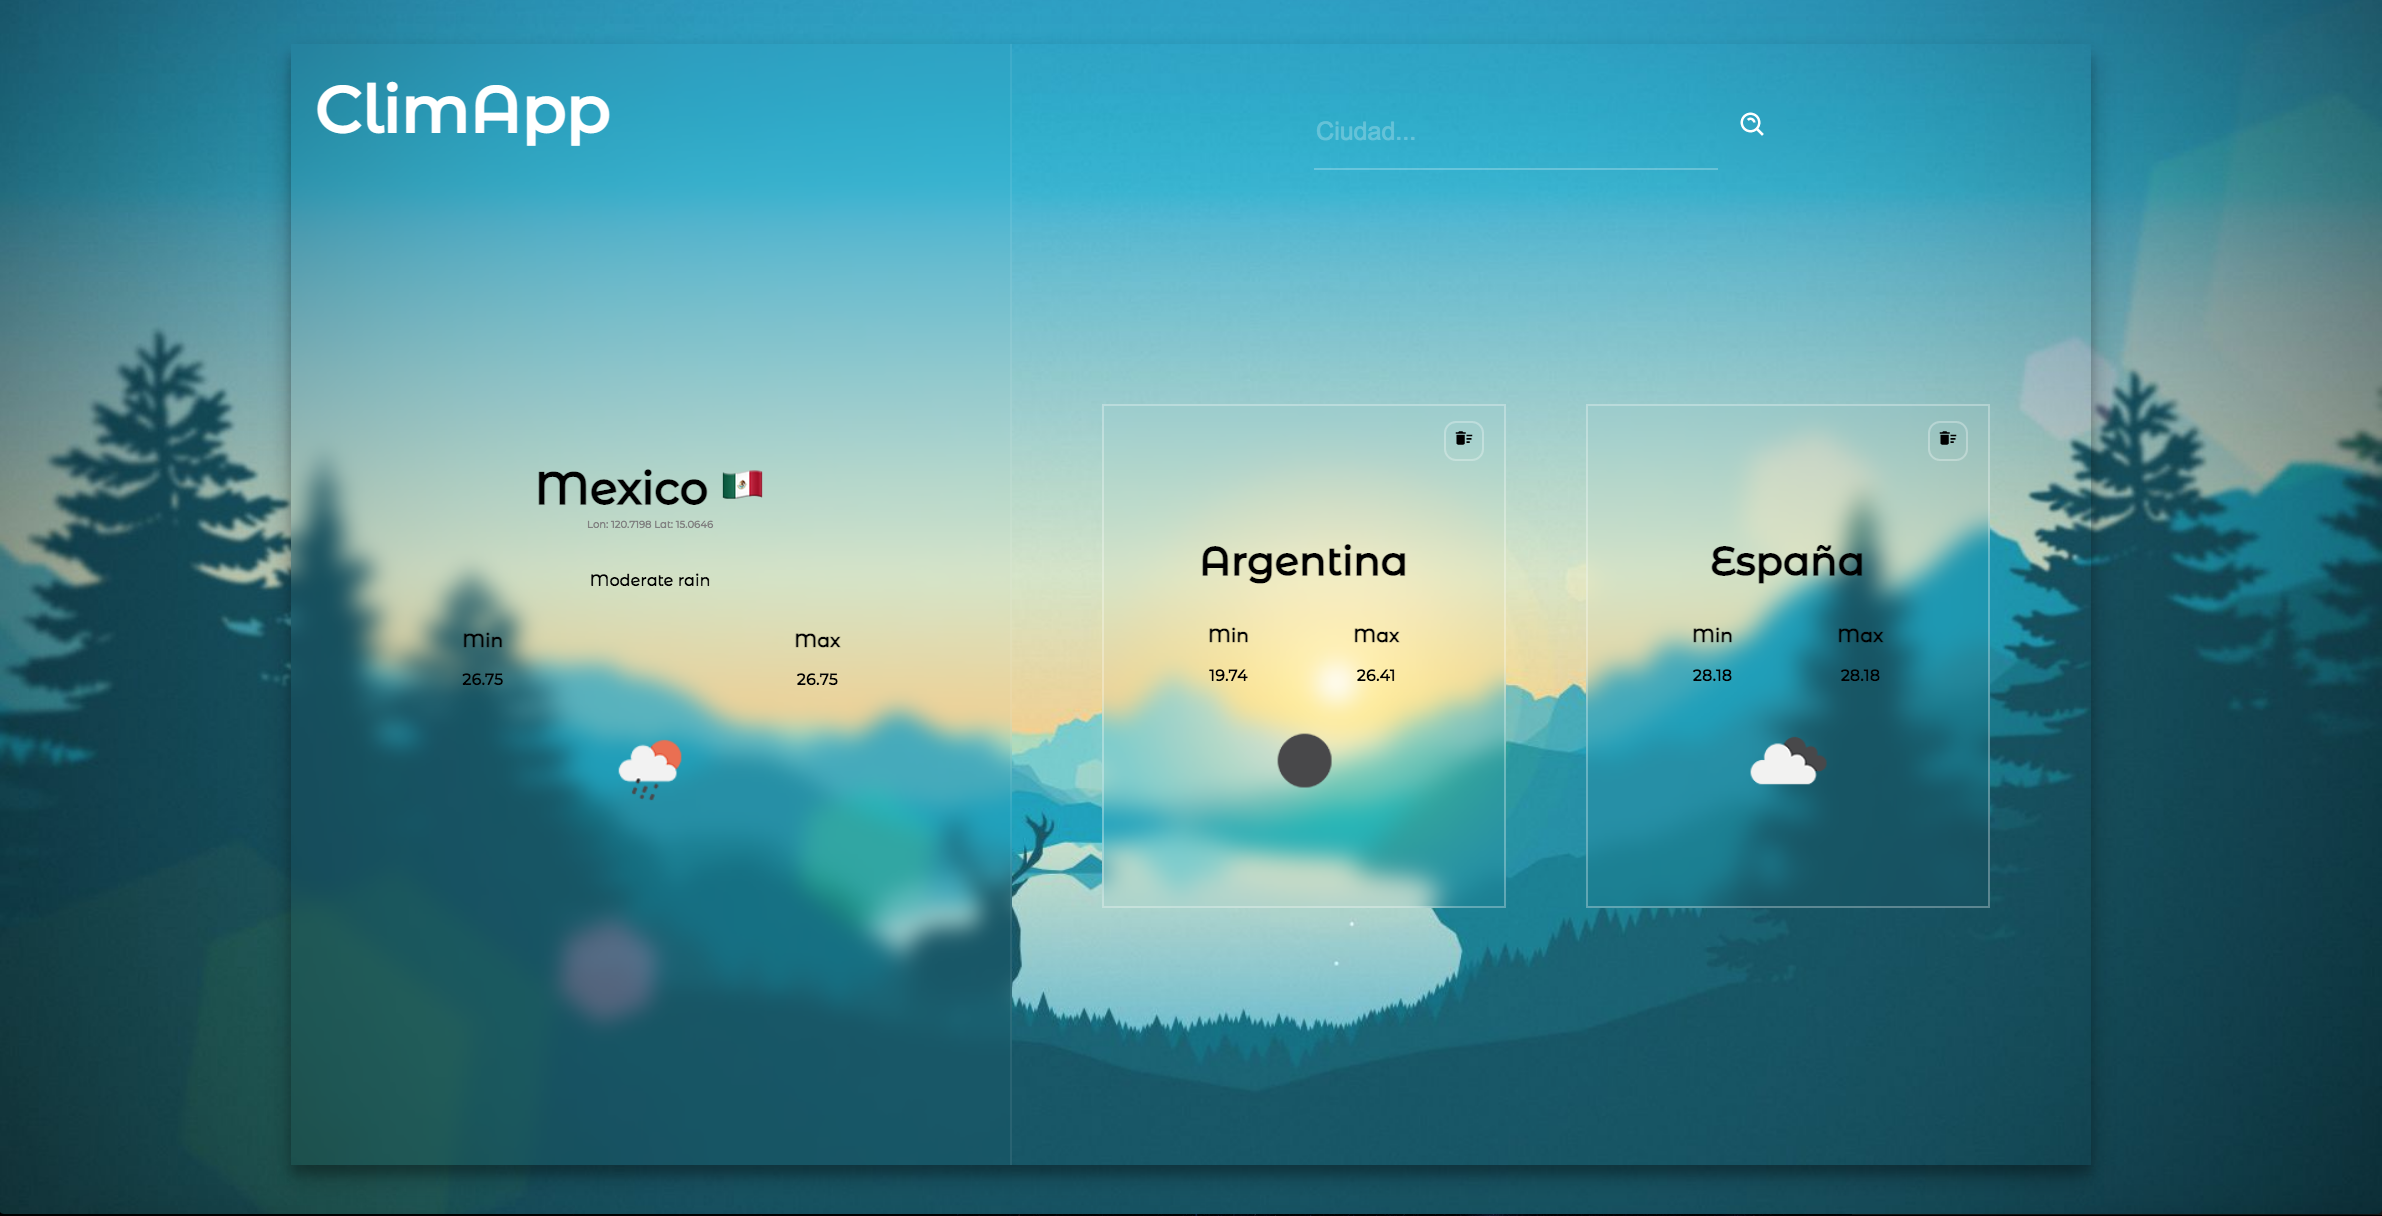 ClimApp
Ciudad...
Mexico
Lon: 120.7198 Lat: 15.0646
Moderate rain
Min Max
26.75 26.75
Argentina
Min Max
19.74 26.41
España
Min Max
28.18 28.18